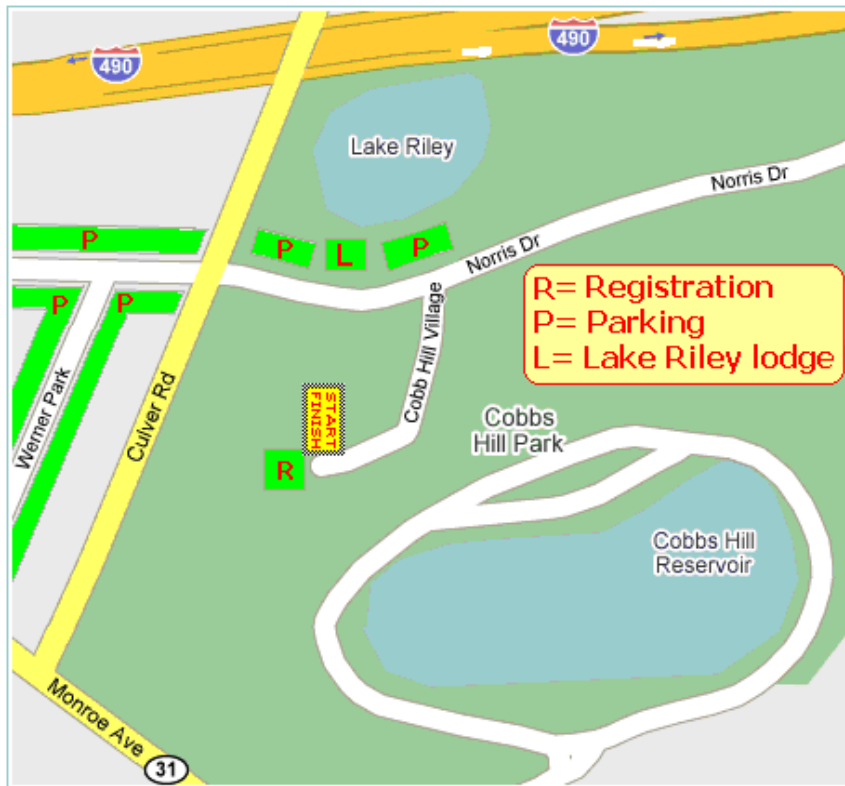 490
490
Lake Riley
Norris Dr
P
P
L
P
Norris Dr
R= Registration
P= Parking
L= Lake Riley lodge
P
P
Cobb Hill Village
Werner Park
Culver Rd
START
FINISH
Cobbs
Hill Park
R
Cobbs Hill
Reservoir
Monroe Ave
31